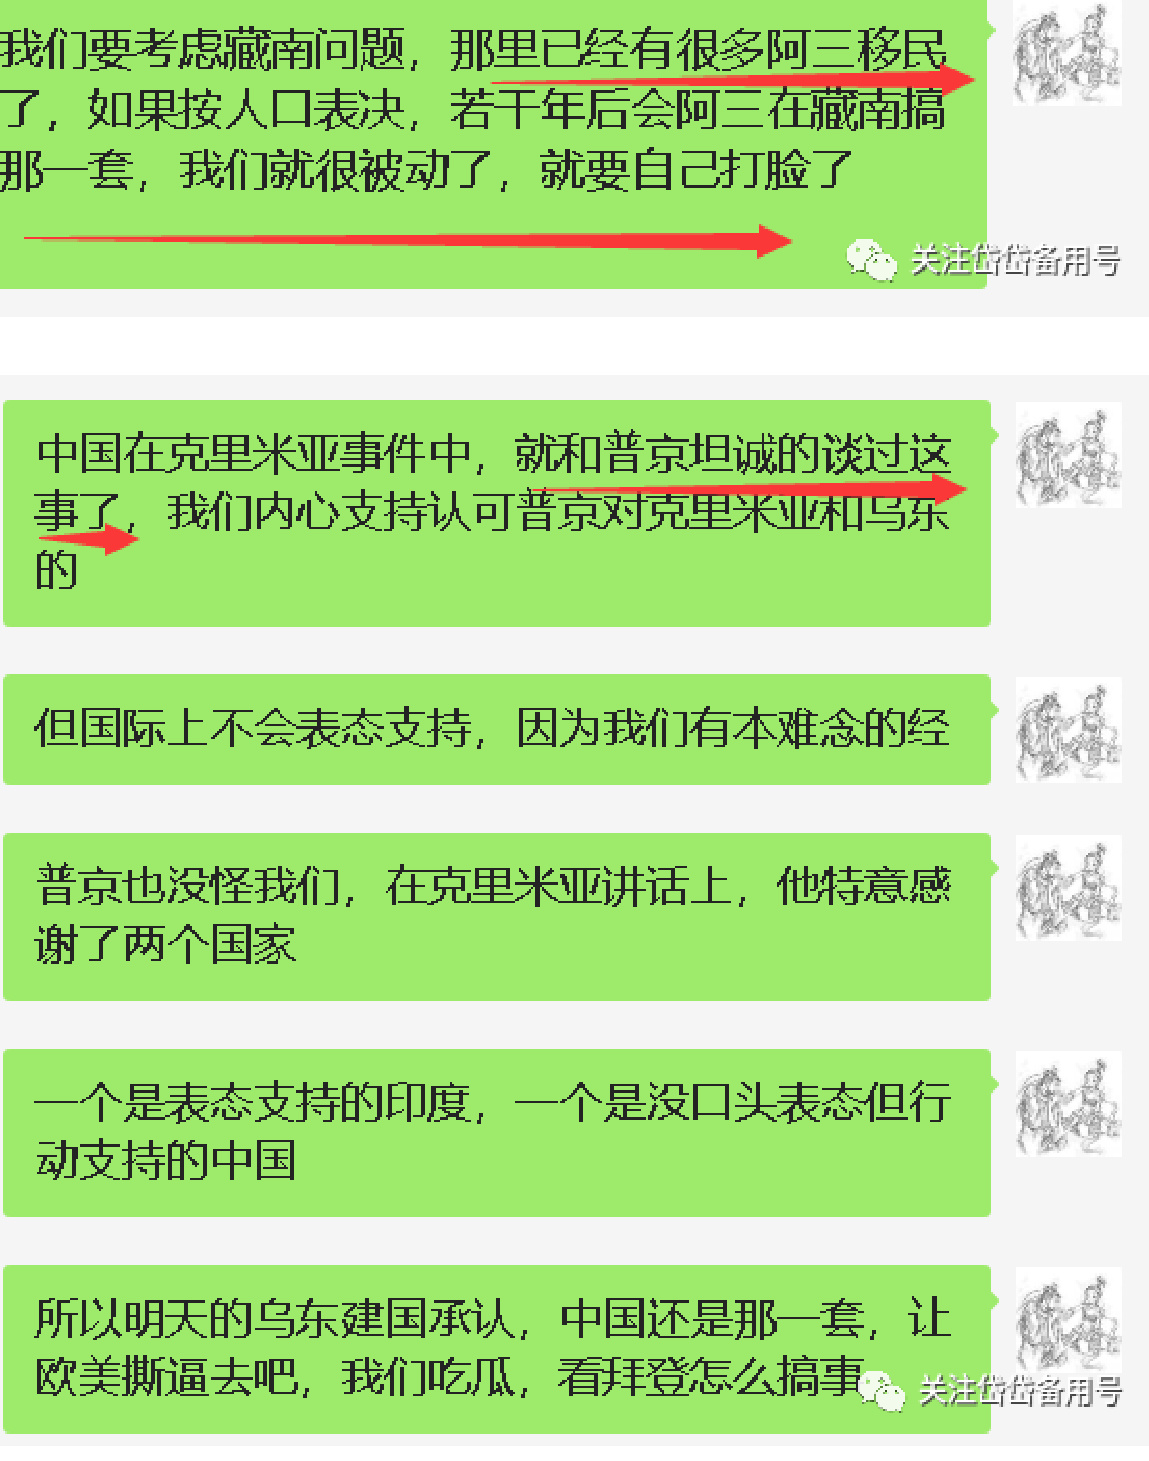 我们要考虑藏南问题，那里已经有很多阿三移民
了，如果按人口表决，若干年后会阿三在藏南搞
那一套，我们就很被动了，就要自己打脸了
关注岱岱备用号
中国在克里米亚事件中，就和普京坦诚的谈过这
事了，我们内心支持认可普京对克里米亚和乌东
的
但国际上不会表态支持，因为我们有本难念的经
普京也没怪我们，在克里米亚讲话上，他特意感
谢了两个国家
一个是表态支持的印度，一个是没口头表态但行
动支持的中国
所以明天的乌东建国承认，中国还是那一套，让
欧美撕逼去吧，我们吃瓜，看拜登怎么搞事
关注岱岱备用号